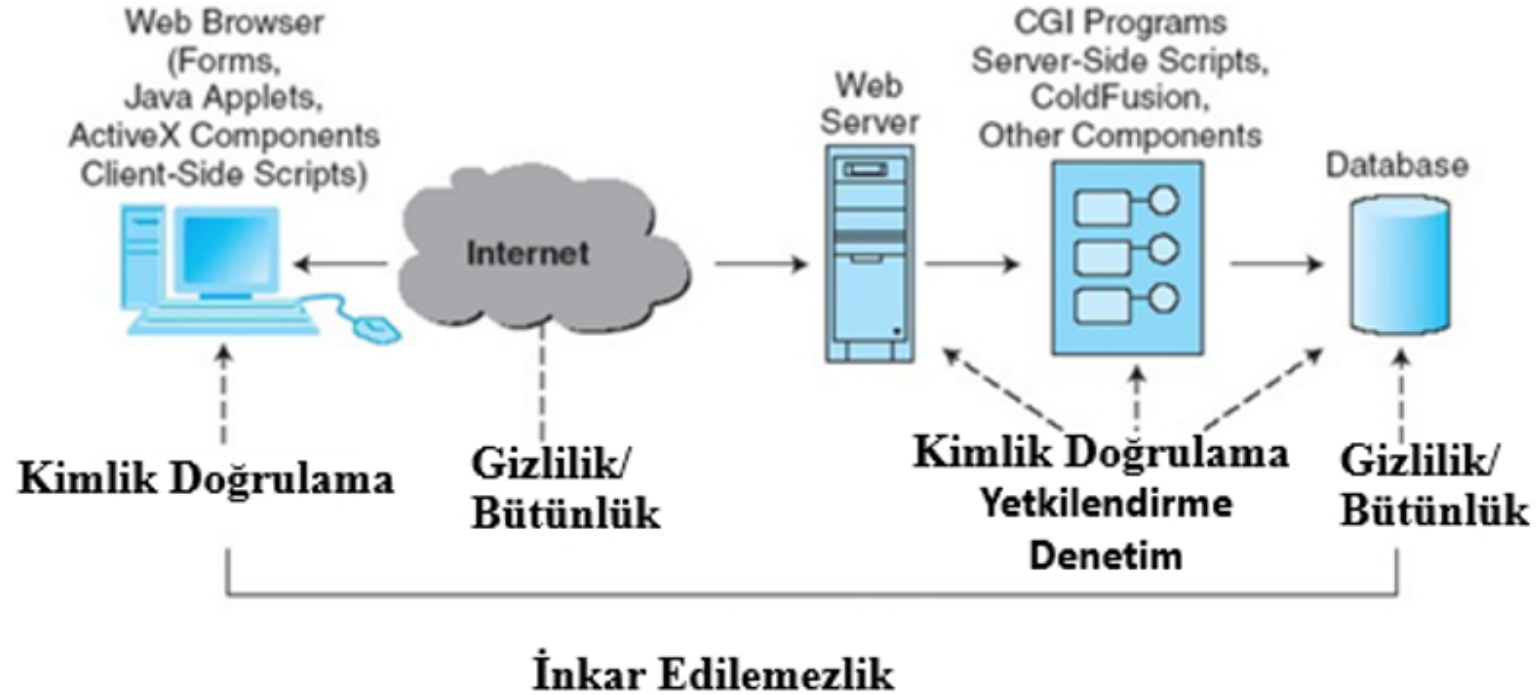 Web Browser
(Forms,
Java Applets,
ActiveX Components
Client-Side Scripts)
Internet
Web
Server
CGI Programs
Server-Side Scripts,
ColdFusion,
Other Components
Database
Kimlik Doğrulama
Gizlilik/
Bütünlük
Kimlik Doğrulama
Yetkilendirme
Denetim
Gizlilik/
Bütünlük
İnkar Edilemezlik